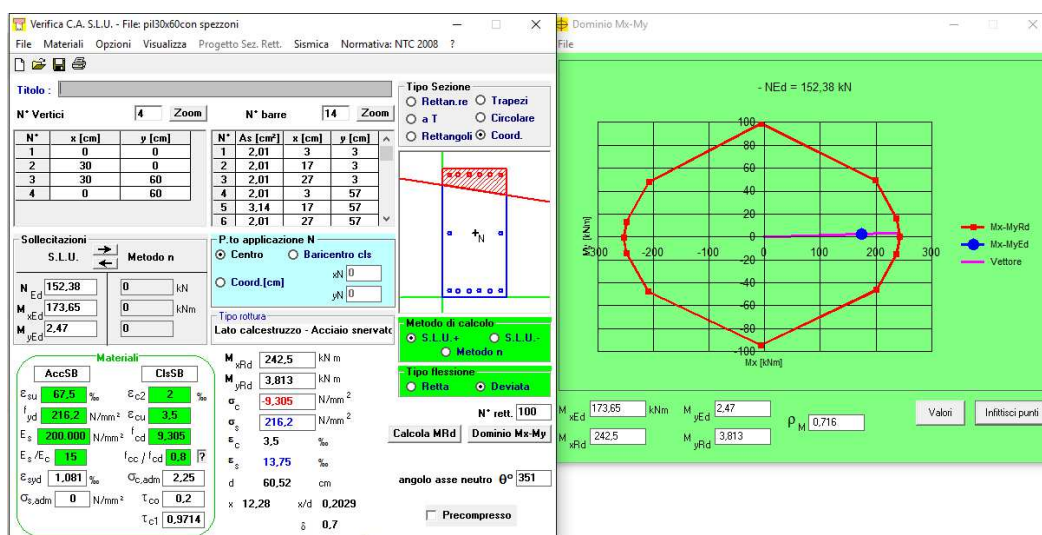 Verifica C.A. S.L.U. - File: pil30x60con spezzoni
File Materiali Opzioni Visualizza Progetto Sez. Rett. Sismica Normativa: NTC 2008 ?
Titolo :
N° Vertici 4 Zoom N° barre 14 Zoom
N° x [cm] y [cm]
1 0 0
2 30 0
3 30 60
4 0 60
N° As [cm²] x [cm] y [cm]
1 2,01 3 3
2 2,01 17 3
3 2,01 27 3
4 2,01 3 57
5 3,14 17 57
6 2,01 27 57
Tipo Sezione
Rettan.re Trapezi
a T Circolare
Rettangoli Coord.
N
Sollecitazioni
S.L.U. Metodo n
N Ed 152,38 0 kN
M xEd 173,65 0 kNm
M yEd 2,47 0
P.to applicazione N
Centro Baricentro cls
Coord.[cm] xN 0
yN 0
Tipo rottura
Lato calcestruzzo - Acciaio snervato
Metodo di calcolo
S.L.U.+ S.L.U.-
Metodo n
Tipo flessione
Retta Deviata
N° rett. 100
Calcola MRd Dominio Mx-My
angolo asse neutro θ° 351
Precompresso
Materiali
AccSB ClsSB
εsu 67,5 ‰ εc2 2 ‰
fyd 216,2 N/mm² εcu 3,5
Es 200.000 N/mm² fcd 9,305
Es/Ec 15 fcc / fcd 0,8 ?
εsyd 1,081 ‰ σc,adm 2,25
σs,adm 0 N/mm² τco 0,2
τc1 0,9714
M xRd 242,5 kN m
M yRd 3,813 kN m
σc -9,305 N/mm²
σs 216,2 N/mm²
εc 3,5 ‰
εs 13,75 ‰
d 60,52 cm
x 12,28 x/d 0,2029
δ 0,7
Dominio Mx-My
File
- NEd = 152,38 kN
100
80
60
40
20
-20
-40
-60
-80
-100
-300 -200 -100 0 100 200 300
My [kNm]
Mx [kNm]
Mx-MyRd
Mx-MyEd
Vettore
M xEd 173,65 kNm M yEd 2,47
M xRd 242,5 M yRd 3,813
ρM 0,716
Valori Infittisci punti